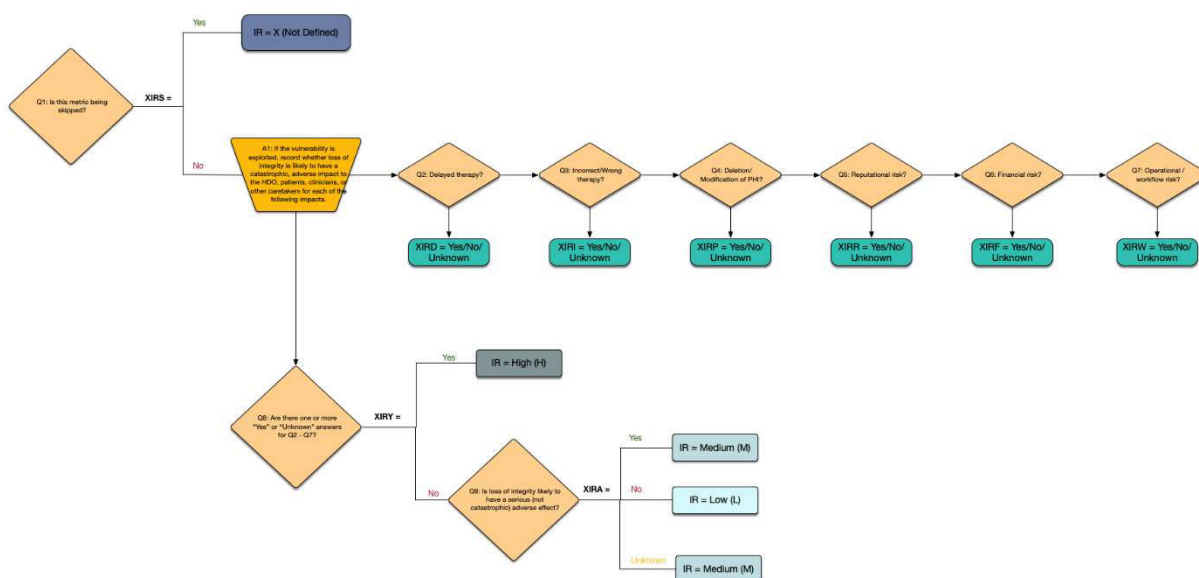 Yes
IR = X (Not Defined)
Q1: Is this metric being
skipped?
XIRS =
No
A1: If the vulnerability is
exploited, record whether loss of
integrity is likely to have a
catastrophic, adverse impact to
the HDO, patients, clinicians, or
other caretakers for each of the
following impacts.
Q2: Delayed therapy?
Q3: Incorrect/Wrong
therapy?
Q4: Deletion/
Modification of PHI?
Q5: Reputational risk?
Q6: Financial risk?
Q7: Operational /
workflow risk?
XIRD = Yes/No/
Unknown
XIRI = Yes/No/
Unknown
XIRP = Yes/No/
Unknown
XIRR = Yes/No/
Unknown
XIRF = Yes/No/
Unknown
XIRW = Yes/No/
Unknown
Q8: Are there one or more
"Yes" or "Unknown" answers
for Q2 - Q7?
XIRY =
Yes
IR = High (H)
No
Q9: Is loss of integrity likely to
have a serious (not
catastrophic) adverse effect?
XIRA =
Yes
IR = Medium (M)
No
IR = Low (L)
Unknown
IR = Medium (M)